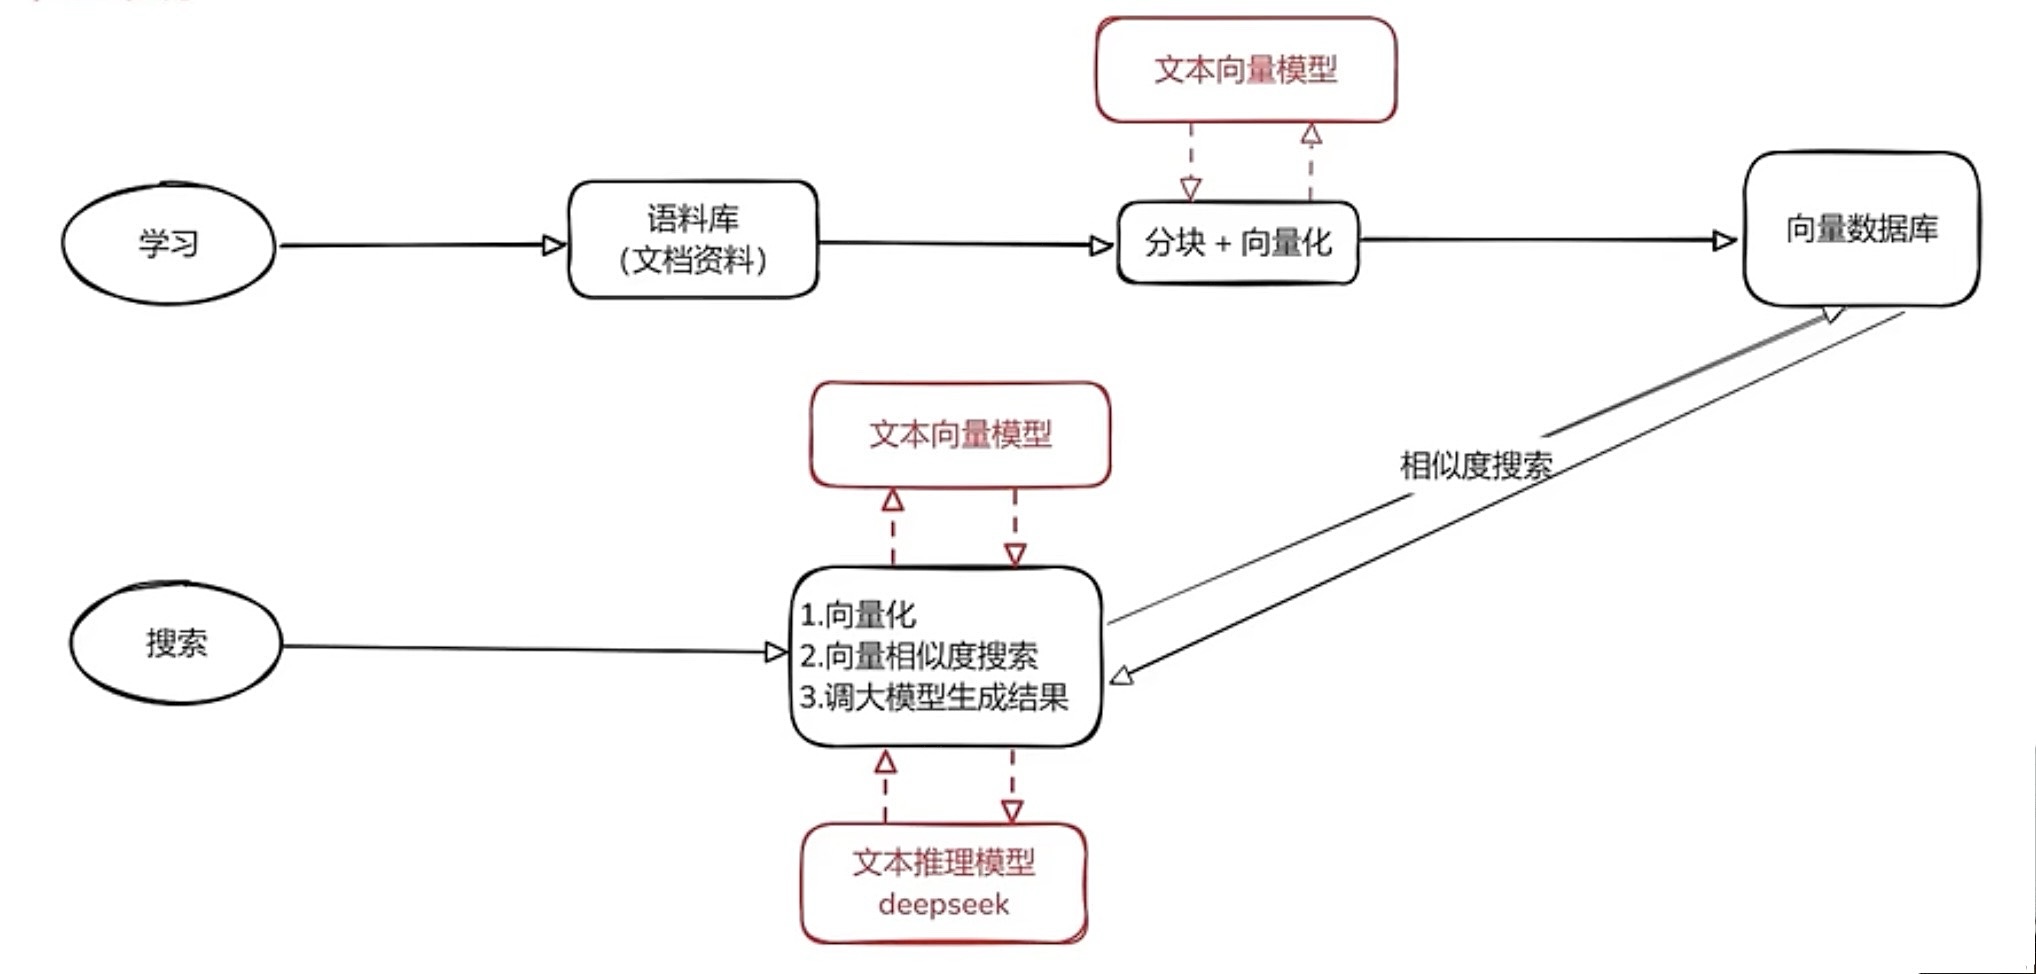 文本向量模型
学习
语料库
（文档资料）
分块 + 向量化
向量数据库
文本向量模型
相似度搜索
搜索
1.向量化
2.向量相似度搜索
3.调大模型生成结果
文本推理模型
deepseek